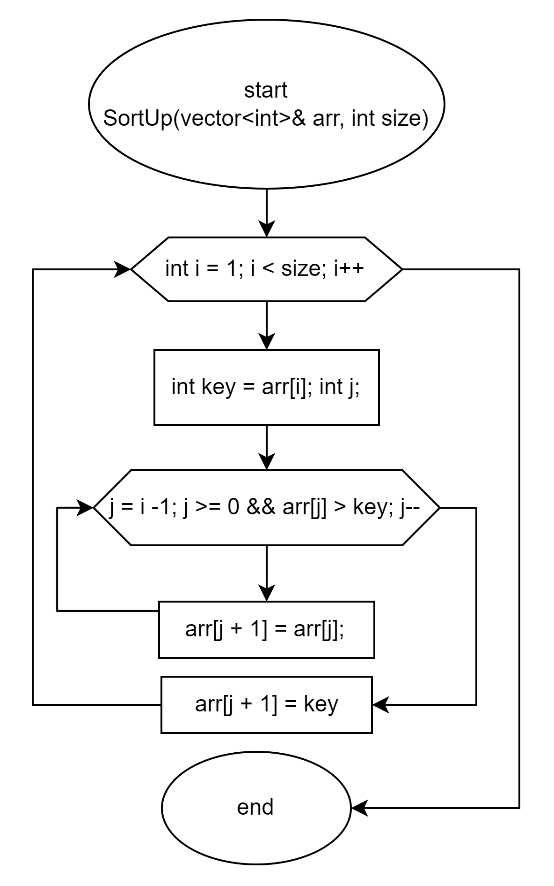 start
SortUp(vector<int>& arr, int size)
int i = 1; i < size; i++
int key = arr[i]; int j;
j = i -1; j >= 0 && arr[j] > key; j--
arr[j + 1] = arr[j];
arr[j + 1] = key
end